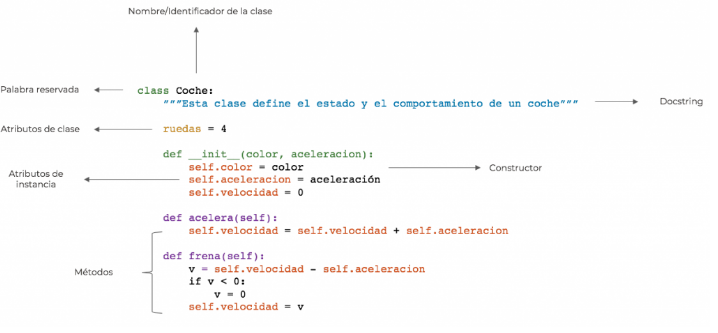 Nombre/Identificador de la clase
Palabra reservada
class Coche:
"""Esta clase define el estado y el comportamiento de un coche"""
Docstring
Atributos de clase
ruedas = 4
def __init__(color, aceleracion):
self.color = color
Constructor
Atributos de
instancia
self.aceleracion = aceleración
self.velocidad = 0
def acelera(self):
self.velocidad = self.velocidad + self.aceleracion
Métodos
def frena(self):
v = self.velocidad - self.aceleracion
if v < 0:
v = 0
self.velocidad = v